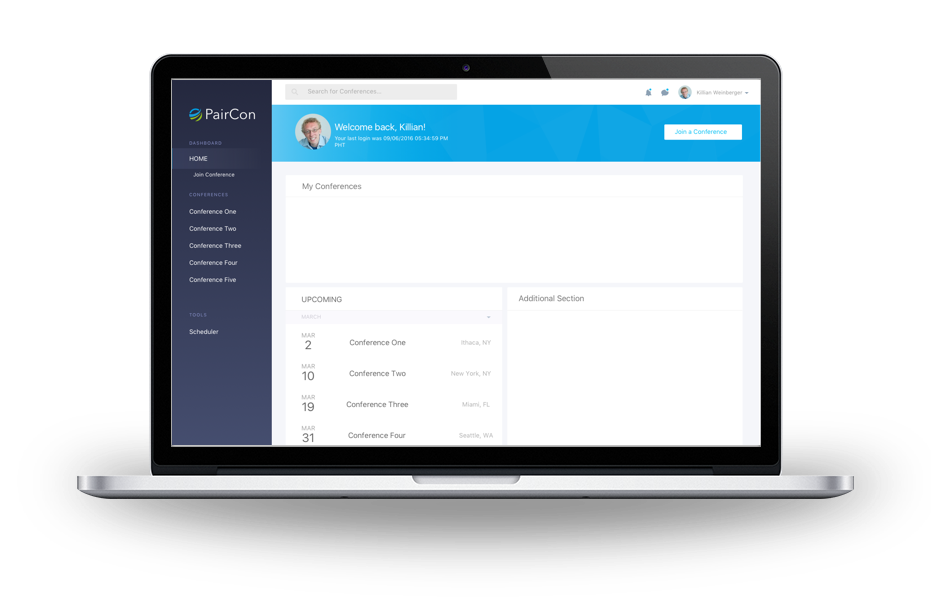 PairCon
DASHBOARD
HOME
Join Conference
CONFERENCES
Conference One
Conference Two
Conference Three
Conference Four
Conference Five
TOOLS
Scheduler
Search for Conferences...
Killian Weinberger
Welcome back, Killian!
Your last login was 09/06/2016 05:34:59 PM
PHT
Join a Conference
My Conferences
UPCOMING
MARCH
MAR
2
Conference One
Ithaca, NY
MAR
10
Conference Two
New York, NY
MAR
19
Conference Three
Miami, FL
MAR
31
Conference Four
Seattle, WA
Additional Section